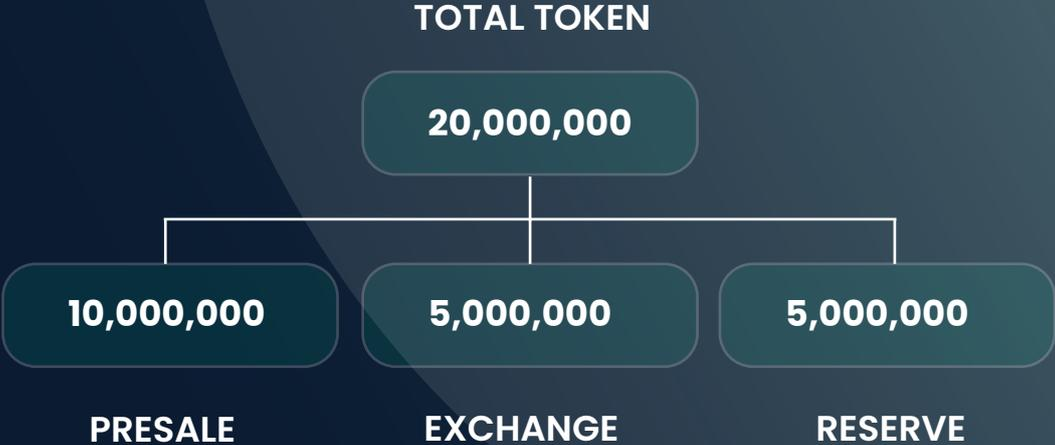 TOTAL TOKEN
20,000,000
10,000,000 5,000,000 5,000,000
PRESALE EXCHANGE RESERVE